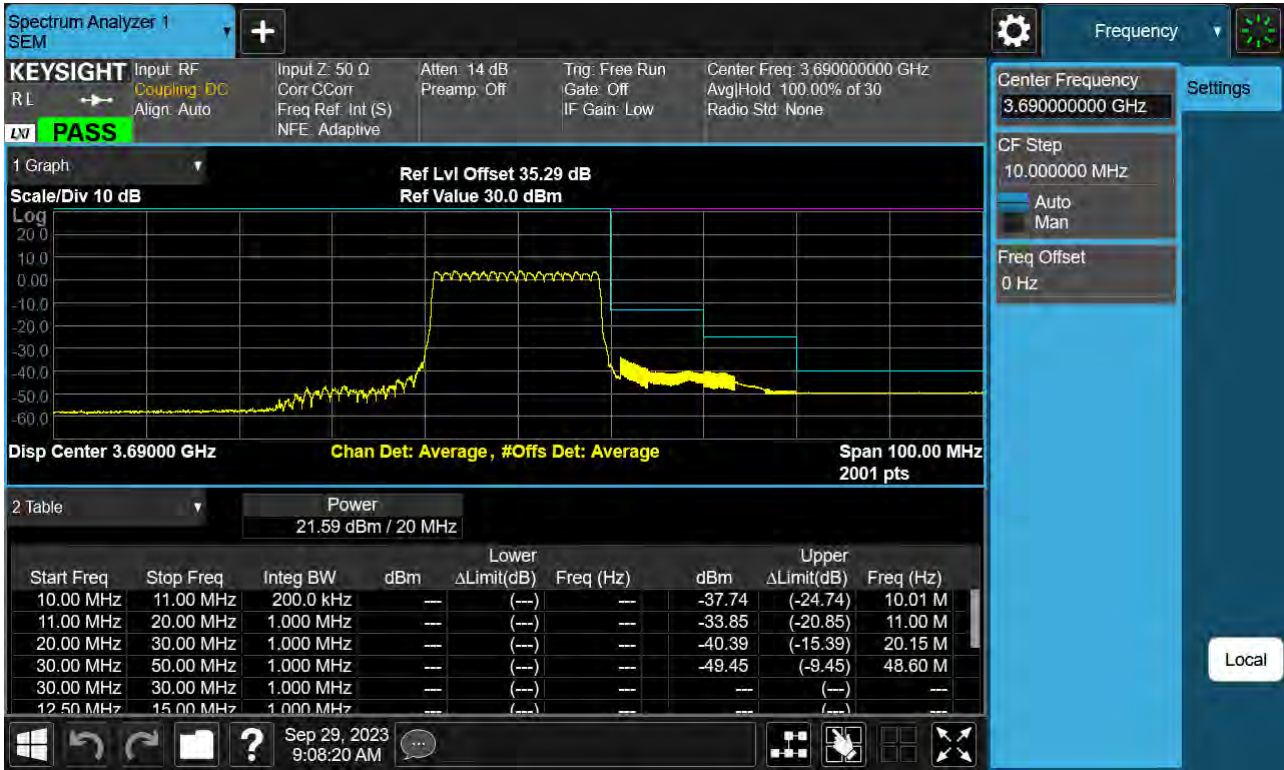 Spectrum Analyzer 1
SEM
Frequency
KEYSIGHT
RL
LXI PASS
Input: RF
Coupling: DC
Align: Auto
Input Z: 50 Ω
Corr CCorr
Freq Ref: Int (S)
NFE: Adaptive
Atten: 14 dB
Preamp: Off
Trig: Free Run
Gate: Off
IF Gain: Low
Center Freq: 3.690000000 GHz
Avg|Hold: 100.00% of 30
Radio Std: None
Center Frequency
3.690000000 GHz
Settings
CF Step
10.000000 MHz
Auto
Man
Freq Offset
0 Hz
Local
1 Graph
Scale/Div 10 dB
Ref Lvl Offset 35.29 dB
Ref Value 30.0 dBm
Log
20.0
10.0
0.00
-10.0
-20.0
-30.0
-40.0
-50.0
-60.0
Disp Center 3.69000 GHz
Chan Det: Average, #Offs Det: Average
Span 100.00 MHz
2001 pts
2 Table
Power
21.59 dBm / 20 MHz
Lower Upper
Start Freq Stop Freq Integ BW dBm ΔLimit(dB) Freq (Hz) dBm ΔLimit(dB) Freq (Hz)
10.00 MHz 11.00 MHz 200.0 kHz --- (---) --- -37.74 (-24.74) 10.01 M
11.00 MHz 20.00 MHz 1.000 MHz --- (---) --- -33.85 (-20.85) 11.00 M
20.00 MHz 30.00 MHz 1.000 MHz --- (---) --- -40.39 (-15.39) 20.15 M
30.00 MHz 50.00 MHz 1.000 MHz --- (---) --- -49.45 (-9.45) 48.60 M
30.00 MHz 30.00 MHz 1.000 MHz --- (---) --- --- (---) ---
12.50 MHz 15.00 MHz 1.000 MHz --- (---) --- --- (---) ---
?
Sep 29, 2023
9:08:20 AM